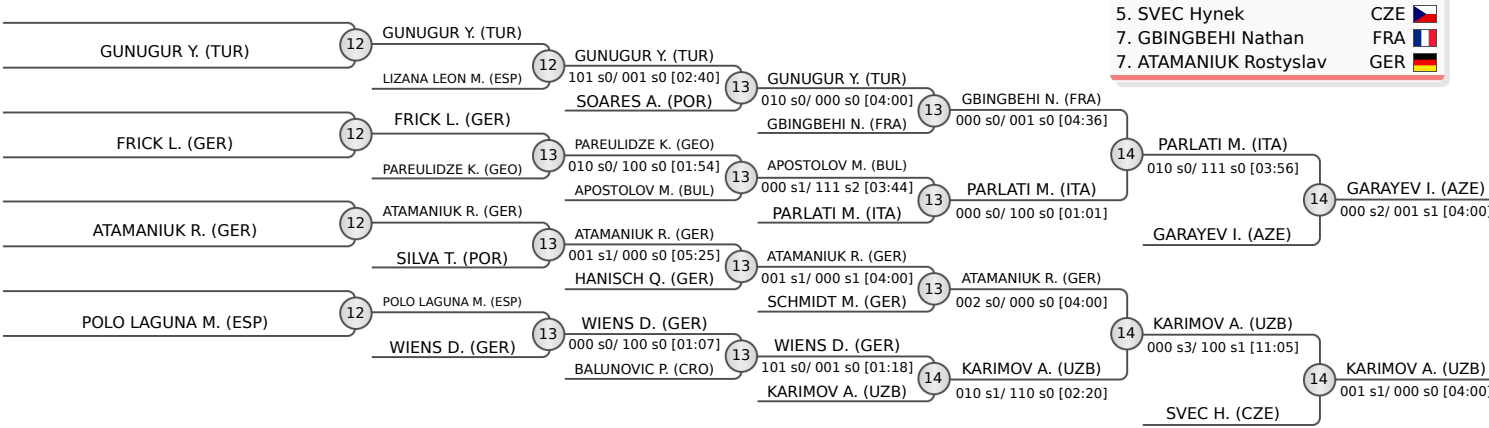 5. SVEC Hynek CZE
7. GBINGBEHI Nathan FRA
7. ATAMANIUK Rostyslav GER
GUNUGUR Y. (TUR)
12
FRICK L. (GER)
12
ATAMANIUK R. (GER)
12
POLO LAGUNA M. (ESP)
12
GUNUGUR Y. (TUR)
LIZANA LEON M. (ESP)
12
FRICK L. (GER)
PAREULIDZE K. (GEO)
13
ATAMANIUK R. (GER)
SILVA T. (POR)
13
POLO LAGUNA M. (ESP)
WIENS D. (GER)
13
GUNUGUR Y. (TUR)
101 s0/ 001 s0 [02:40]
SOARES A. (POR)
13
PAREULIDZE K. (GEO)
010 s0/ 100 s0 [01:54]
APOSTOLOV M. (BUL)
13
ATAMANIUK R. (GER)
001 s1/ 000 s0 [05:25]
HANISCH Q. (GER)
13
WIENS D. (GER)
000 s0/ 100 s0 [01:07]
BALUNOVIC P. (CRO)
13
GUNUGUR Y. (TUR)
010 s0/ 000 s0 [04:00]
GBINGBEHI N. (FRA)
13
APOSTOLOV M. (BUL)
000 s1/ 111 s2 [03:44]
PARLATI M. (ITA)
13
ATAMANIUK R. (GER)
001 s1/ 000 s1 [04:00]
SCHMIDT M. (GER)
13
WIENS D. (GER)
101 s0/ 001 s0 [01:18]
KARIMOV A. (UZB)
14
GBINGBEHI N. (FRA)
000 s0/ 001 s0 [04:36]
PARLATI M. (ITA)
000 s0/ 100 s0 [01:01]
14
ATAMANIUK R. (GER)
002 s0/ 000 s0 [04:00]
KARIMOV A. (UZB)
010 s1/ 110 s0 [02:20]
14
PARLATI M. (ITA)
010 s0/ 111 s0 [03:56]
GARAYEV I. (AZE)
14
KARIMOV A. (UZB)
000 s3/ 100 s1 [11:05]
SVEC H. (CZE)
14
GARAYEV I. (AZE)
000 s2/ 001 s1 [04:00]
KARIMOV A. (UZB)
001 s1/ 000 s0 [04:00]